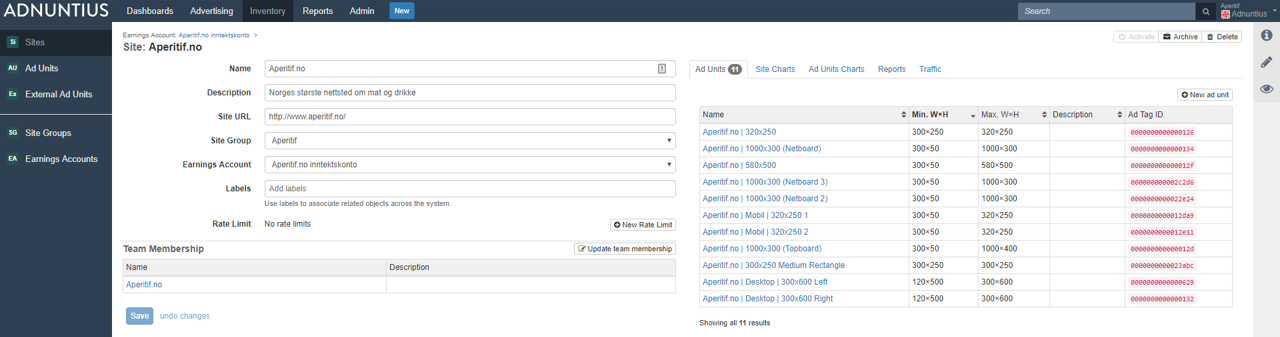 ADNUNTIUS Dashboards Advertising Inventory Reports Admin New Search Aperitif Adnuntius
Si Sites
AU Ad Units
Ex External Ad Units
SG Site Groups
EA Earnings Accounts
Earnings Account: Aperitif.no inntektskonto >
Site: Aperitif.no
Activate Archive Delete
Name Aperitif.no
Description Norges største nettsted om mat og drikke
Site URL http://www.aperitif.no/
Site Group Aperitif
Earnings Account Aperitif.no inntektskonto
Labels Add labels
Use labels to associate related objects across the system.
Rate Limit No rate limits New Rate Limit
Team Membership Update team membership
Name Description
Aperitif.no
Save undo changes
Ad Units 11 Site Charts Ad Units Charts Reports Traffic
New ad unit
Name Min. W×H Max. W×H Description Ad Tag ID
Aperitif.no | 320x250 300×250 320×250 0000000000000126
Aperitif.no | 1000x300 (Netboard) 300×50 1000×300 0000000000000134
Aperitif.no | 580x500 300×50 580×500 000000000000012f
Aperitif.no | 1000x300 (Netboard 3) 300×50 1000×300 000000000002c2d6
Aperitif.no | 1000x300 (Netboard 2) 300×50 1000×300 0000000000022e24
Aperitif.no | Mobil | 320x250 1 300×50 320×250 0000000000012da9
Aperitif.no | Mobil | 320x250 2 300×50 320×250 0000000000012e11
Aperitif.no | 1000x300 (Topboard) 300×50 1000×400 000000000000012d
Aperitif.no | 300x250 Medium Rectangle 300×250 300×250 0000000000023abc
Aperitif.no | Desktop | 300x600 Left 120×500 300×600 0000000000000629
Aperitif.no | Desktop | 300x600 Right 120×500 300×600 0000000000000132
Showing all 11 results